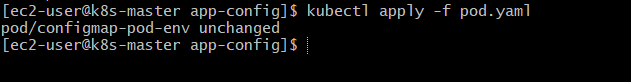 [ec2-user@k8s-master app-config]$ kubectl apply -f pod.yaml
pod/configmap-pod-env unchanged
[ec2-user@k8s-master app-config]$